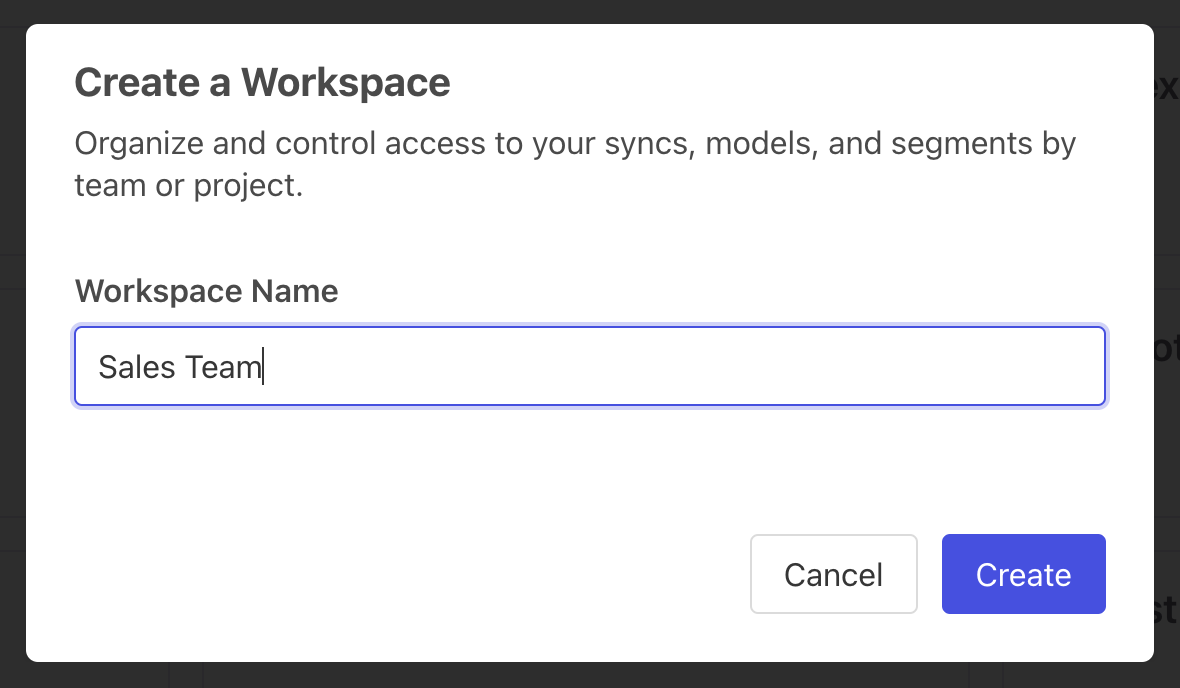 Create a Workspace
Organize and control access to your syncs, models, and segments by
team or project.
Workspace Name
Sales Team
Cancel
Create